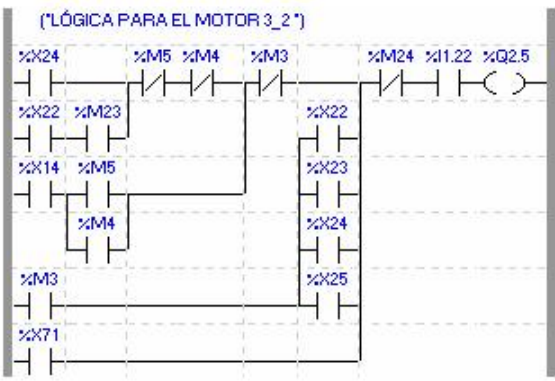 (*LÓGICA PARA EL MOTOR 3_2 *)
%X24 %M5 %M4 %M3 %M24 %I1.22 %Q2.5
%X22 %M23 %X22
%X14 %M5 %X23
%M4 %X24
%M3 %X25
%X71